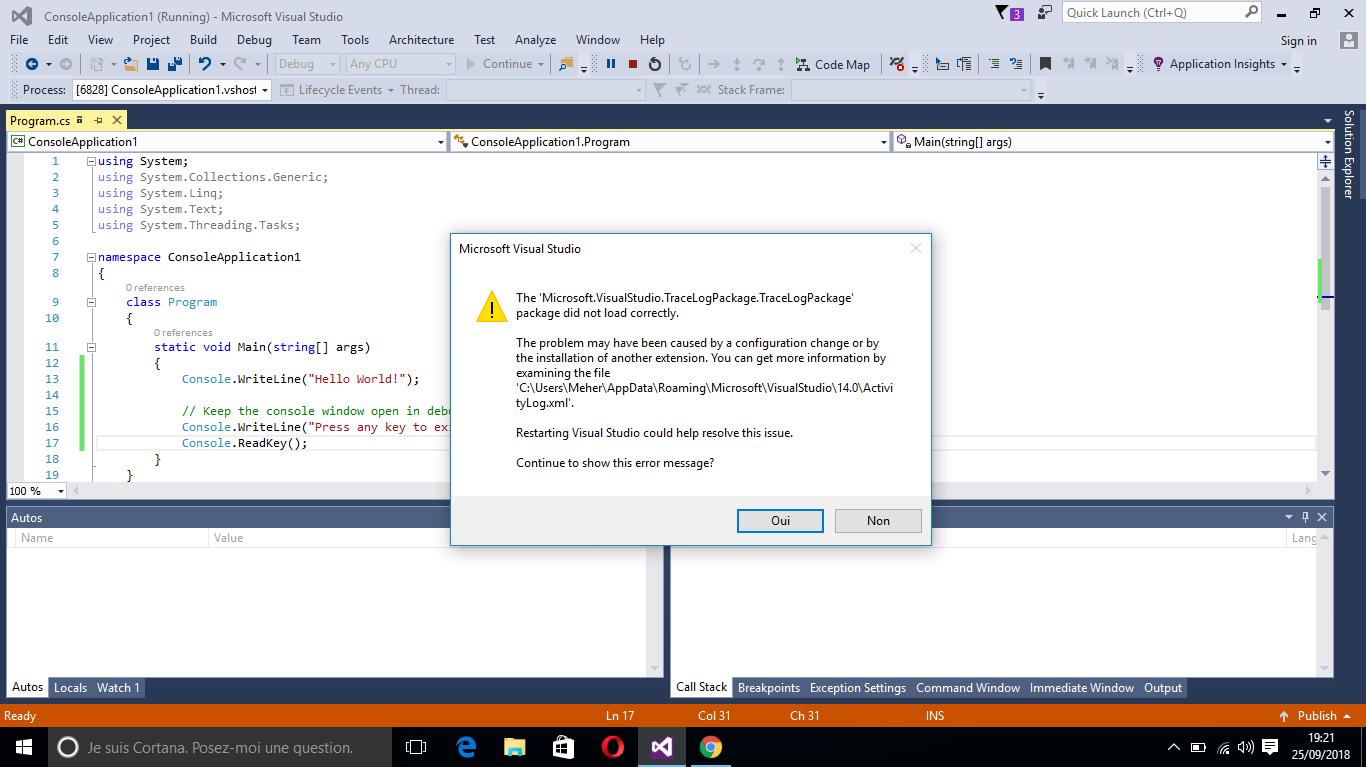 ConsoleApplication1 (Running) - Microsoft Visual Studio
3
Quick Launch (Ctrl+Q)
File Edit View Project Build Debug Team Tools Architecture Test Analyze Window Help
Sign in
Debug Any CPU Continue Code Map Application Insights
Process: [6828] ConsoleApplication1.vshost Lifecycle Events Thread: Stack Frame:
Program.cs
Solution Explorer
C# ConsoleApplication1
ConsoleApplication1.Program
Main(string[] args)
1 using System;
2 using System.Collections.Generic;
3 using System.Linq;
4 using System.Text;
5 using System.Threading.Tasks;
6
7 namespace ConsoleApplication1
8 {
0 references
9 class Program
10 {
0 references
11 static void Main(string[] args)
12 {
13 Console.WriteLine("Hello World!");
14
15 // Keep the console window open in deb
16 Console.WriteLine("Press any key to ex
17 Console.ReadKey();
18 }
19 }
100 %
Microsoft Visual Studio
The 'Microsoft.VisualStudio.TraceLogPackage.TraceLogPackage'
package did not load correctly.
The problem may have been caused by a configuration change or by
the installation of another extension. You can get more information by
examining the file
'C:\Users\Meher\AppData\Roaming\Microsoft\VisualStudio\14.0\Activi
tyLog.xml'.
Restarting Visual Studio could help resolve this issue.
Continue to show this error message?
Oui Non
Autos
Name Value
Lang
Autos Locals Watch 1
Call Stack Breakpoints Exception Settings Command Window Immediate Window Output
Ready Ln 17 Col 31 Ch 31 INS Publish
Je suis Cortana. Posez-moi une question.
19:21
25/09/2018